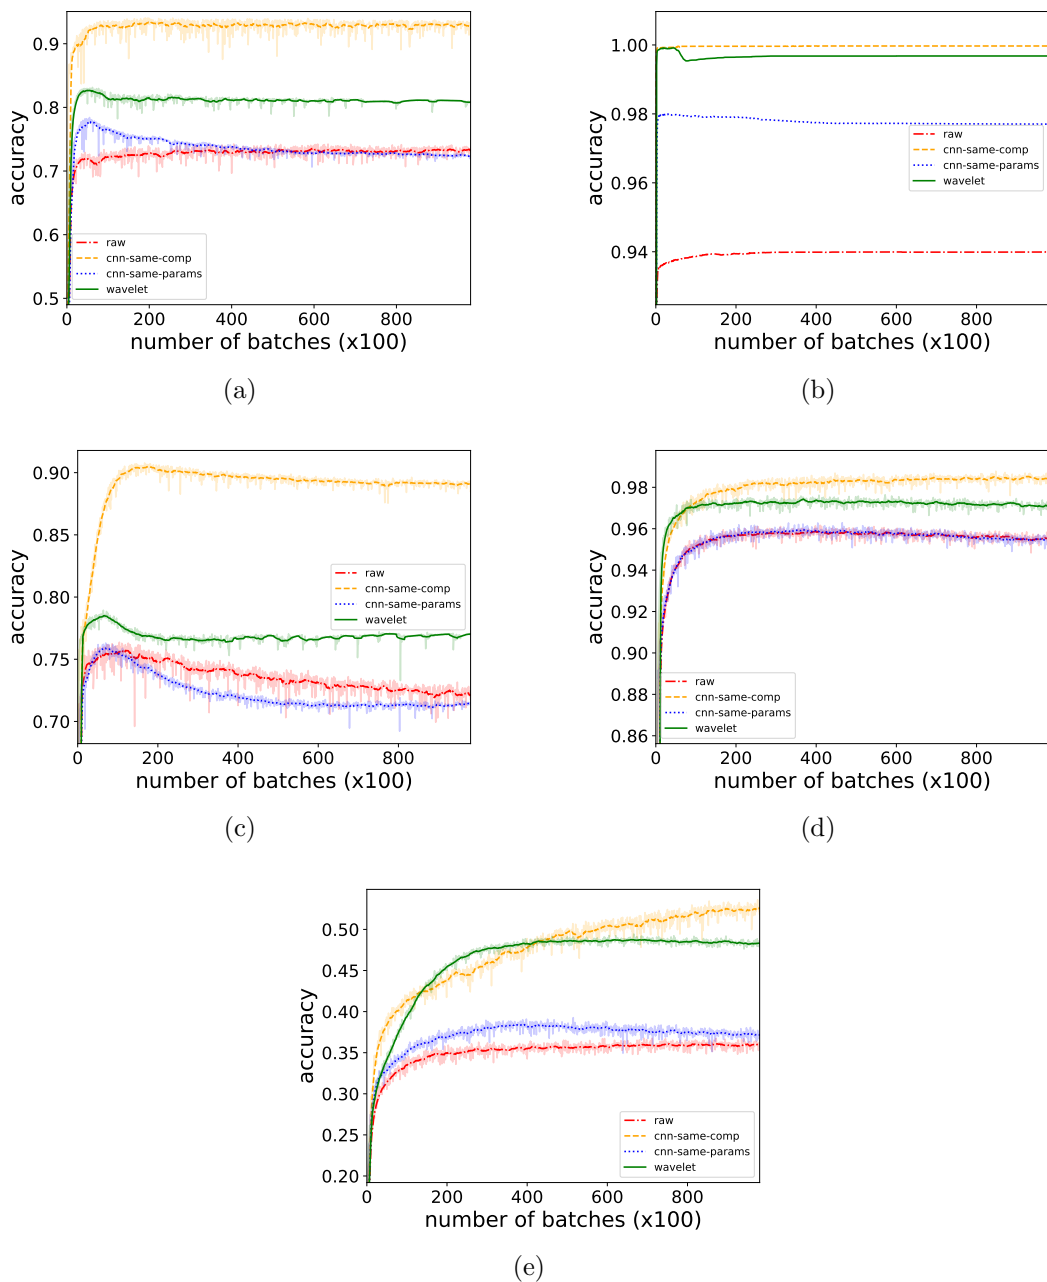 0.9
0.8
0.7
0.6
0.5
accuracy
raw
cnn-same-comp
cnn-same-params
wavelet
0 200 400 600 800
number of batches (x100)
(a)
1.00
0.98
0.96
0.94
accuracy
raw
cnn-same-comp
cnn-same-params
wavelet
0 200 400 600 800
number of batches (x100)
(b)
0.90
0.85
0.80
0.75
0.70
accuracy
raw
cnn-same-comp
cnn-same-params
wavelet
0 200 400 600 800
number of batches (x100)
(c)
0.98
0.96
0.94
0.92
0.90
0.88
0.86
accuracy
raw
cnn-same-comp
cnn-same-params
wavelet
0 200 400 600 800
number of batches (x100)
(d)
0.50
0.45
0.40
0.35
0.30
0.25
0.20
accuracy
raw
cnn-same-comp
cnn-same-params
wavelet
0 200 400 600 800
number of batches (x100)
(e)